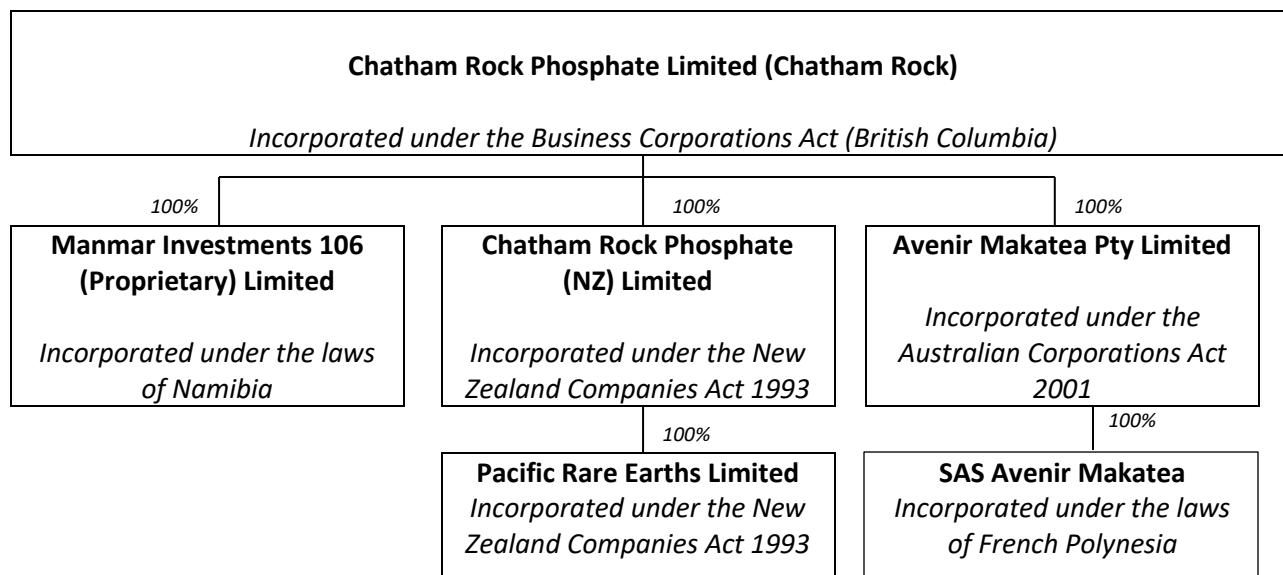 Chatham Rock Phosphate Limited (Chatham Rock)
Incorporated under the Business Corporations Act (British Columbia)
100%
100%
100%
Manmar Investments 106
(Proprietary) Limited
Incorporated under the laws
of Namibia
Chatham Rock Phosphate
(NZ) Limited
Incorporated under the New
Zealand Companies Act 1993
Avenir Makatea Pty Limited
Incorporated under the
Australian Corporations Act
2001
100%
100%
Pacific Rare Earths Limited
Incorporated under the New
Zealand Companies Act 1993
SAS Avenir Makatea
Incorporated under the laws
of French Polynesia